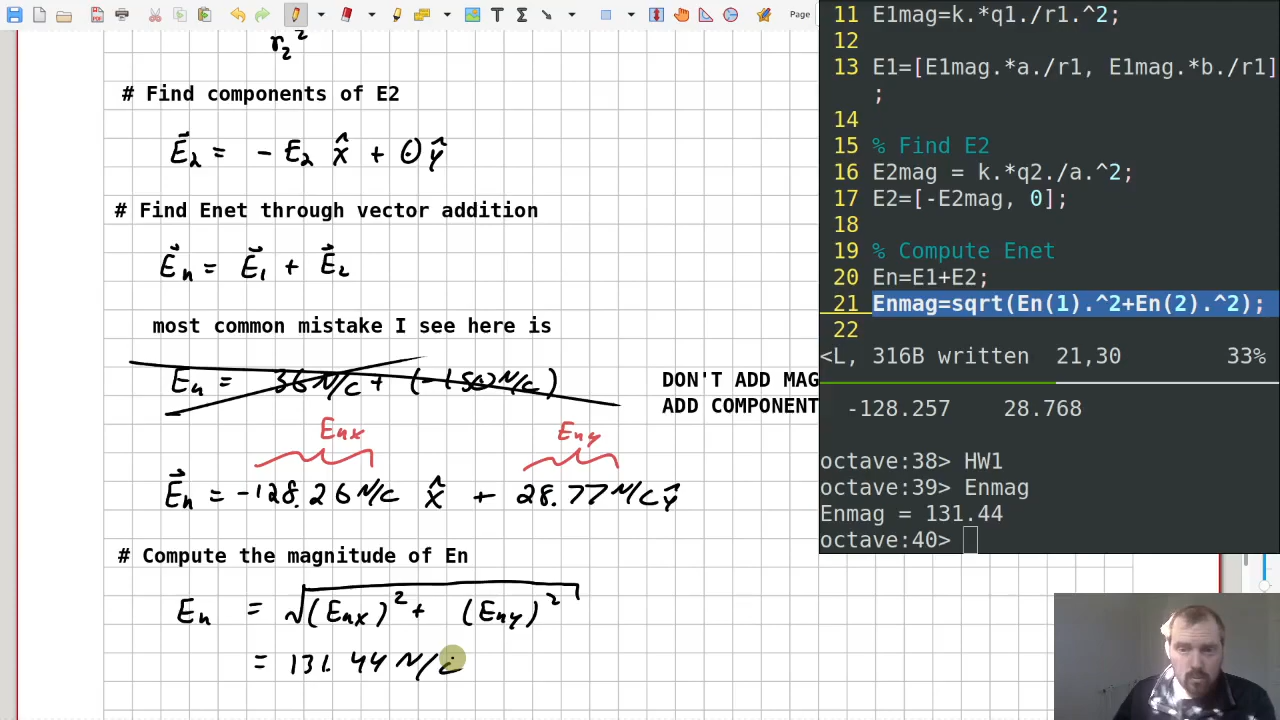 Page
r₂²
# Find components of E2
E⃗₂ = - E₂ x̂ + 0 ŷ
# Find Enet through vector addition
E⃗n = E⃗₁ + E⃗₂
most common mistake I see here is
En = 36 N/C + (-150 N/C)
DON'T ADD MAG
ADD COMPONENT
Enx Eny
E⃗n = -128.26 N/C x̂ + 28.77 N/C ŷ
# Compute the magnitude of En
En = √(Enx)² + (Eny)²
= 131.44 N/C
11 E1mag=k.*q1./r1.^2;
12
13 E1=[E1mag.*a./r1, E1mag.*b./r1]
;
14
15 % Find E2
16 E2mag = k.*q2./a.^2;
17 E2=[-E2mag, 0];
18
19 % Compute Enet
20 En=E1+E2;
21 Enmag=sqrt(En(1).^2+En(2).^2);
22
<L, 316B written 21,30 33%
-128.257 28.768
octave:38> HW1
octave:39> Enmag
Enmag = 131.44
octave:40>